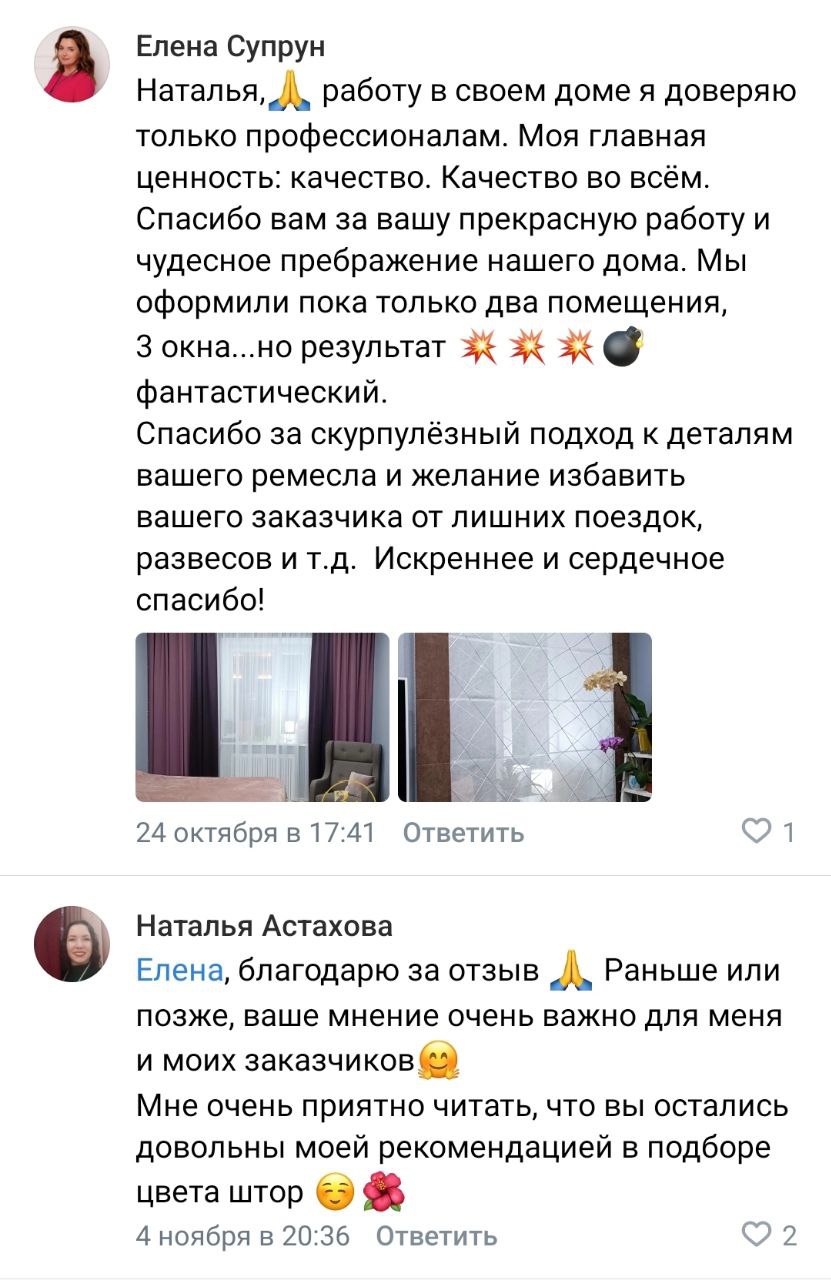 Елена Супрун
Наталья,🙏 работу в своем доме я доверяю
только профессионалам. Моя главная
ценность: качество. Качество во всём.
Спасибо вам за вашу прекрасную работу и
чудесное пребражение нашего дома. Мы
оформили пока только два помещения,
3 окна...но результат 💥 💥 💥 💣
фантастический.
Спасибо за скурпулёзный подход к деталям
вашего ремесла и желание избавить
вашего заказчика от лишних поездок,
развесов и т.д. Искреннее и сердечное
спасибо!
24 октября в 17:41 Ответить 1
Наталья Астахова
Елена, благодарю за отзыв 🙏 Раньше или
позже, ваше мнение очень важно для меня
и моих заказчиков🤗
Мне очень приятно читать, что вы остались
довольны моей рекомендацией в подборе
цвета штор ☺️ 🌺
4 ноября в 20:36 Ответить 2